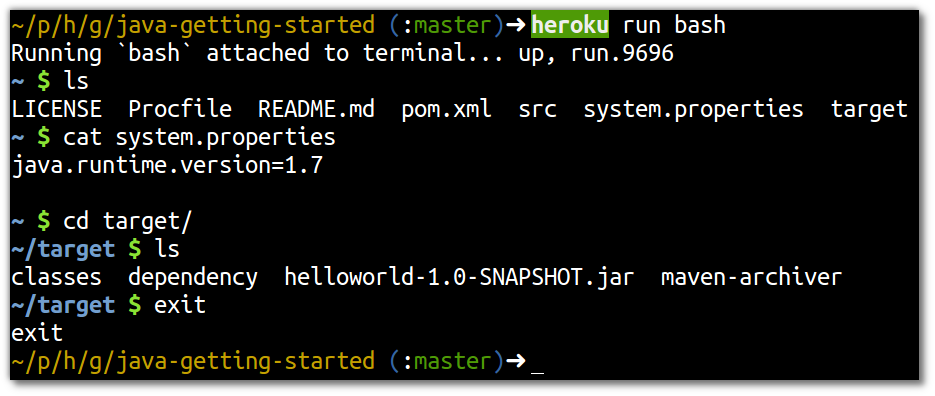 ~/p/h/g/java-getting-started (:master)➜ heroku run bash
Running `bash` attached to terminal... up, run.9696
~ $ ls
LICENSE  Procfile  README.md  pom.xml  src  system.properties  target
~ $ cat system.properties
java.runtime.version=1.7
~ $ cd target/
~/target $ ls
classes  dependency  helloworld-1.0-SNAPSHOT.jar  maven-archiver
~/target $ exit
exit
~/p/h/g/java-getting-started (:master)➜ _